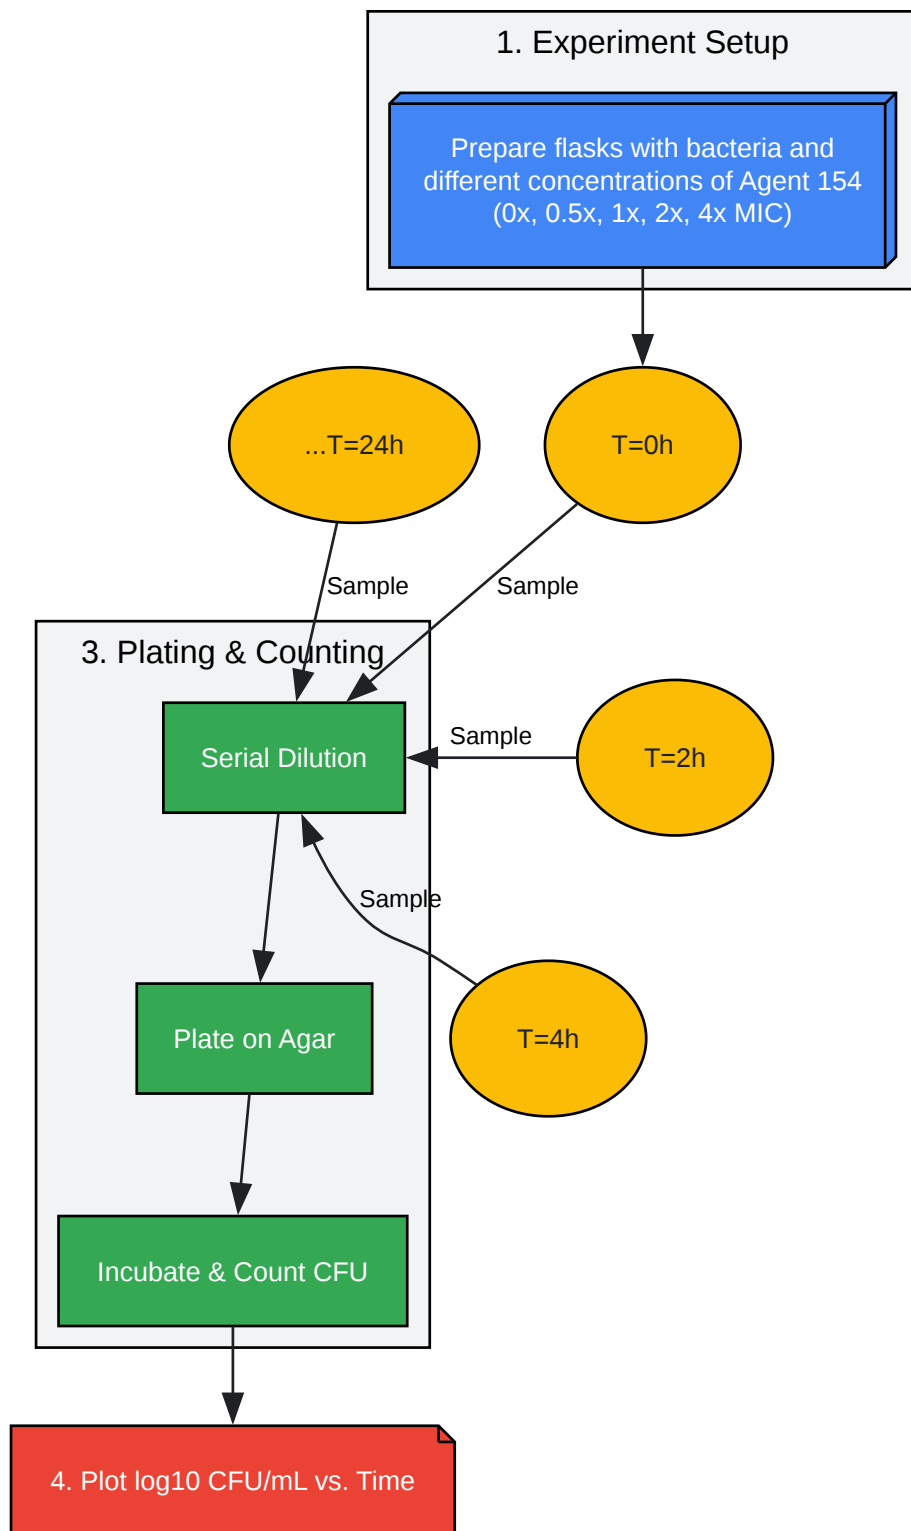 1. Experiment Setup
Prepare flasks with bacteria and
different concentrations of Agent 154
(0x, 0.5x, 1x, 2x, 4x MIC)
...T=24h
T=0h
Sample
Sample
3. Plating & Counting
Serial Dilution
Sample
T=2h
Sample
Plate on Agar
T=4h
Incubate & Count CFU
4. Plot log10 CFU/mL vs. Time